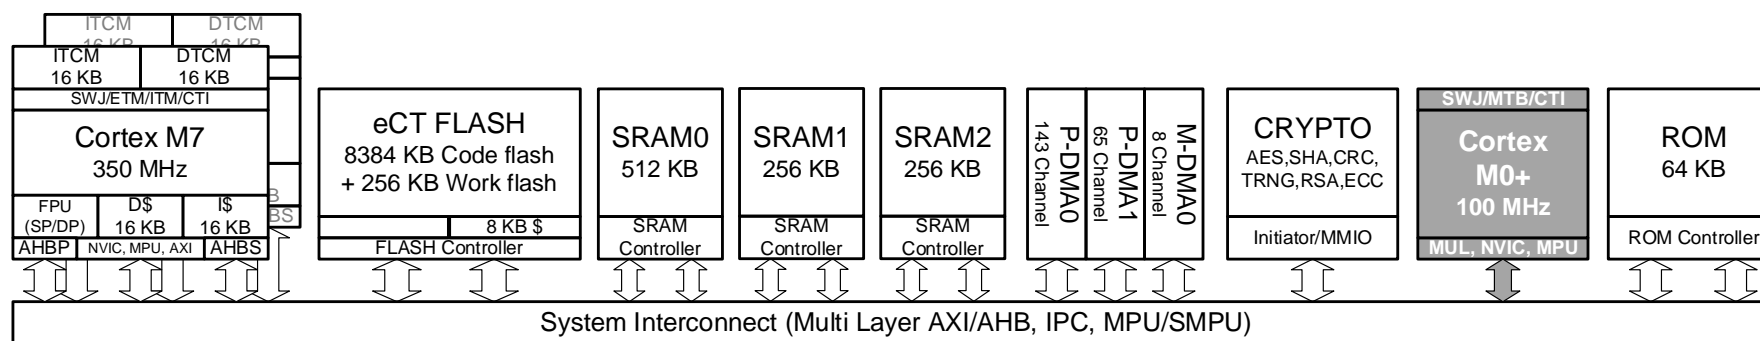 ITCM
16 KB
DTCM
16 KB
ITCM
16 KB
DTCM
16 KB
SWJ/ETM/ITM/CTI
Cortex M7
350 MHz
FPU
(SP/DP)
D$
16 KB
I$
16 KB
B
BS
AHBP
NVIC, MPU, AXI
AHBS
eCT FLASH
8384 KB Code flash
+ 256 KB Work flash
8 KB $
FLASH Controller
SRAM0
512 KB
SRAM
Controller
SRAM1
256 KB
SRAM
Controller
SRAM2
256 KB
SRAM
Controller
P-DMA0
143 Channel
P-DMA1
65 Channel
M-DMA0
8 Channel
CRYPTO
AES,SHA,CRC,
TRNG,RSA,ECC
Initiator/MMIO
SWJ/MTB/CTI
Cortex
M0+
100 MHz
MUL, NVIC, MPU
ROM
64 KB
ROM Controller
System Interconnect (Multi Layer AXI/AHB, IPC, MPU/SMPU)